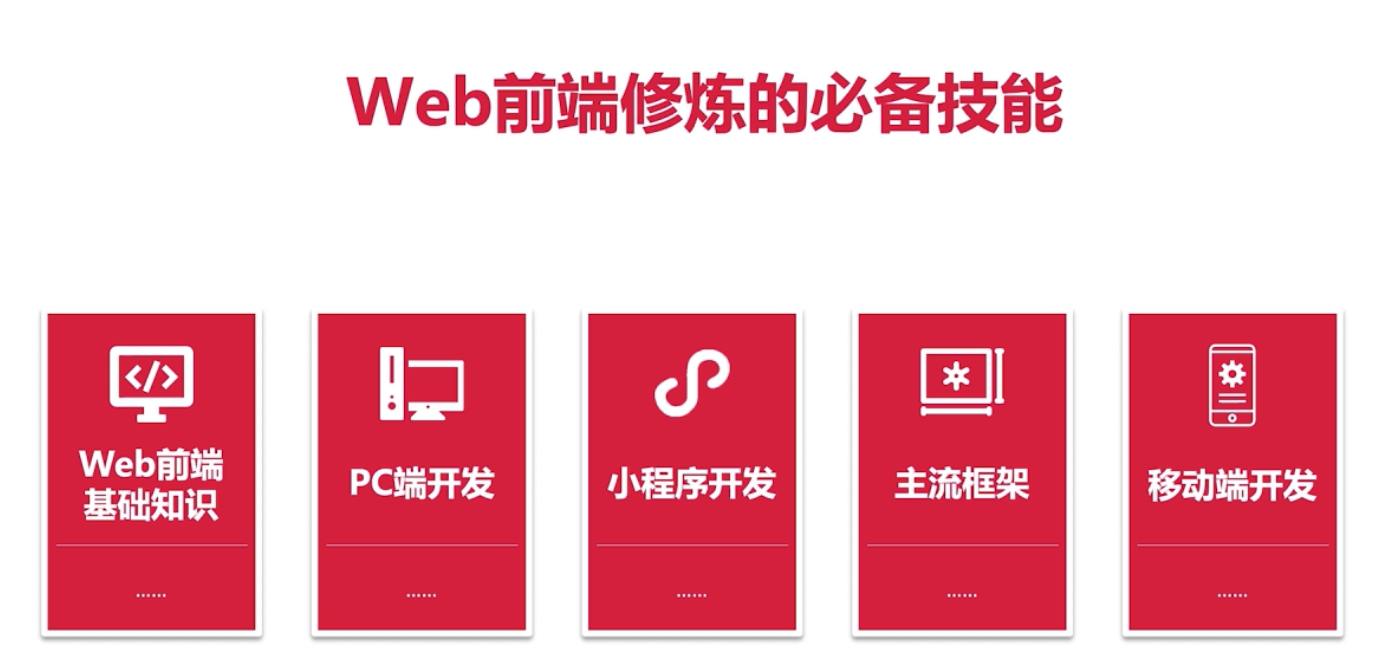 Web前端修炼的必备技能
Web前端
基础知识
PC端开发
小程序开发
主流框架
移动端开发
......
......
......
......
......